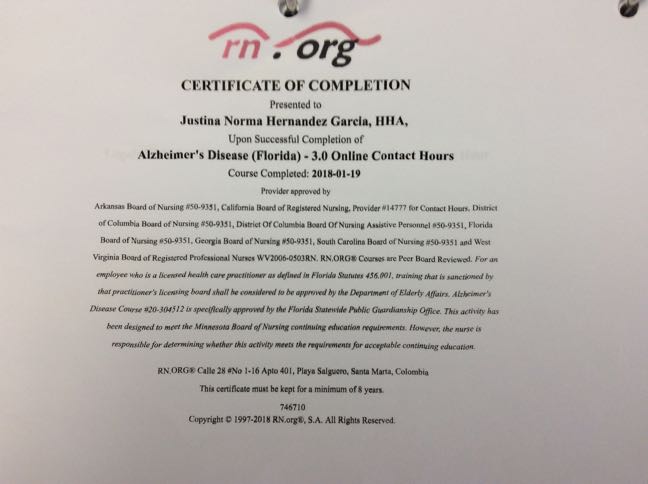 rn.org
CERTIFICATE OF COMPLETION
Presented to
Justina Norma Hernandez Garcia, HHA,
Upon Successful Completion of
Alzheimer's Disease (Florida) - 3.0 Online Contact Hours
Course Completed: 2018-01-19
Provider approved by
Arkansas Board of Nursing #50-9351, California Board of Registered Nursing, Provider #14777 for Contact Hours, District
of Columbia Board of Nursing #50-9351, District Of Columbia Board Of Nursing Assistive Personnel #50-9351, Florida
Board of Nursing #50-9351, Georgia Board of Nursing #50-9351, South Carolina Board of Nursing #50-9351 and West
Virginia Board of Registered Professional Nurses WV2006-0503RN. RN.ORG® Courses are Peer Board Reviewed. For an
employee who is a licensed health care practitioner as defined in Florida Statutes 456.001, training that is sanctioned by
that practitioner's licensing board shall be considered to be approved by the Department of Elderly Affairs. Alzheimer's
Disease Course #20-304512 is specifically approved by the Florida Statewide Public Guardianship Office. This activity has
been designed to meet the Minnesota Board of Nursing continuing education requirements. However, the nurse is
responsible for determining whether this activity meets the requirements for acceptable continuing education.
RN.ORG® Calle 28 #No 1-16 Apto 401, Playa Salguero, Santa Marta, Colombia
This certificate must be kept for a minimum of 8 years.
746710
Copyright © 1997-2018 RN.org®, S.A. All Rights Reserved.